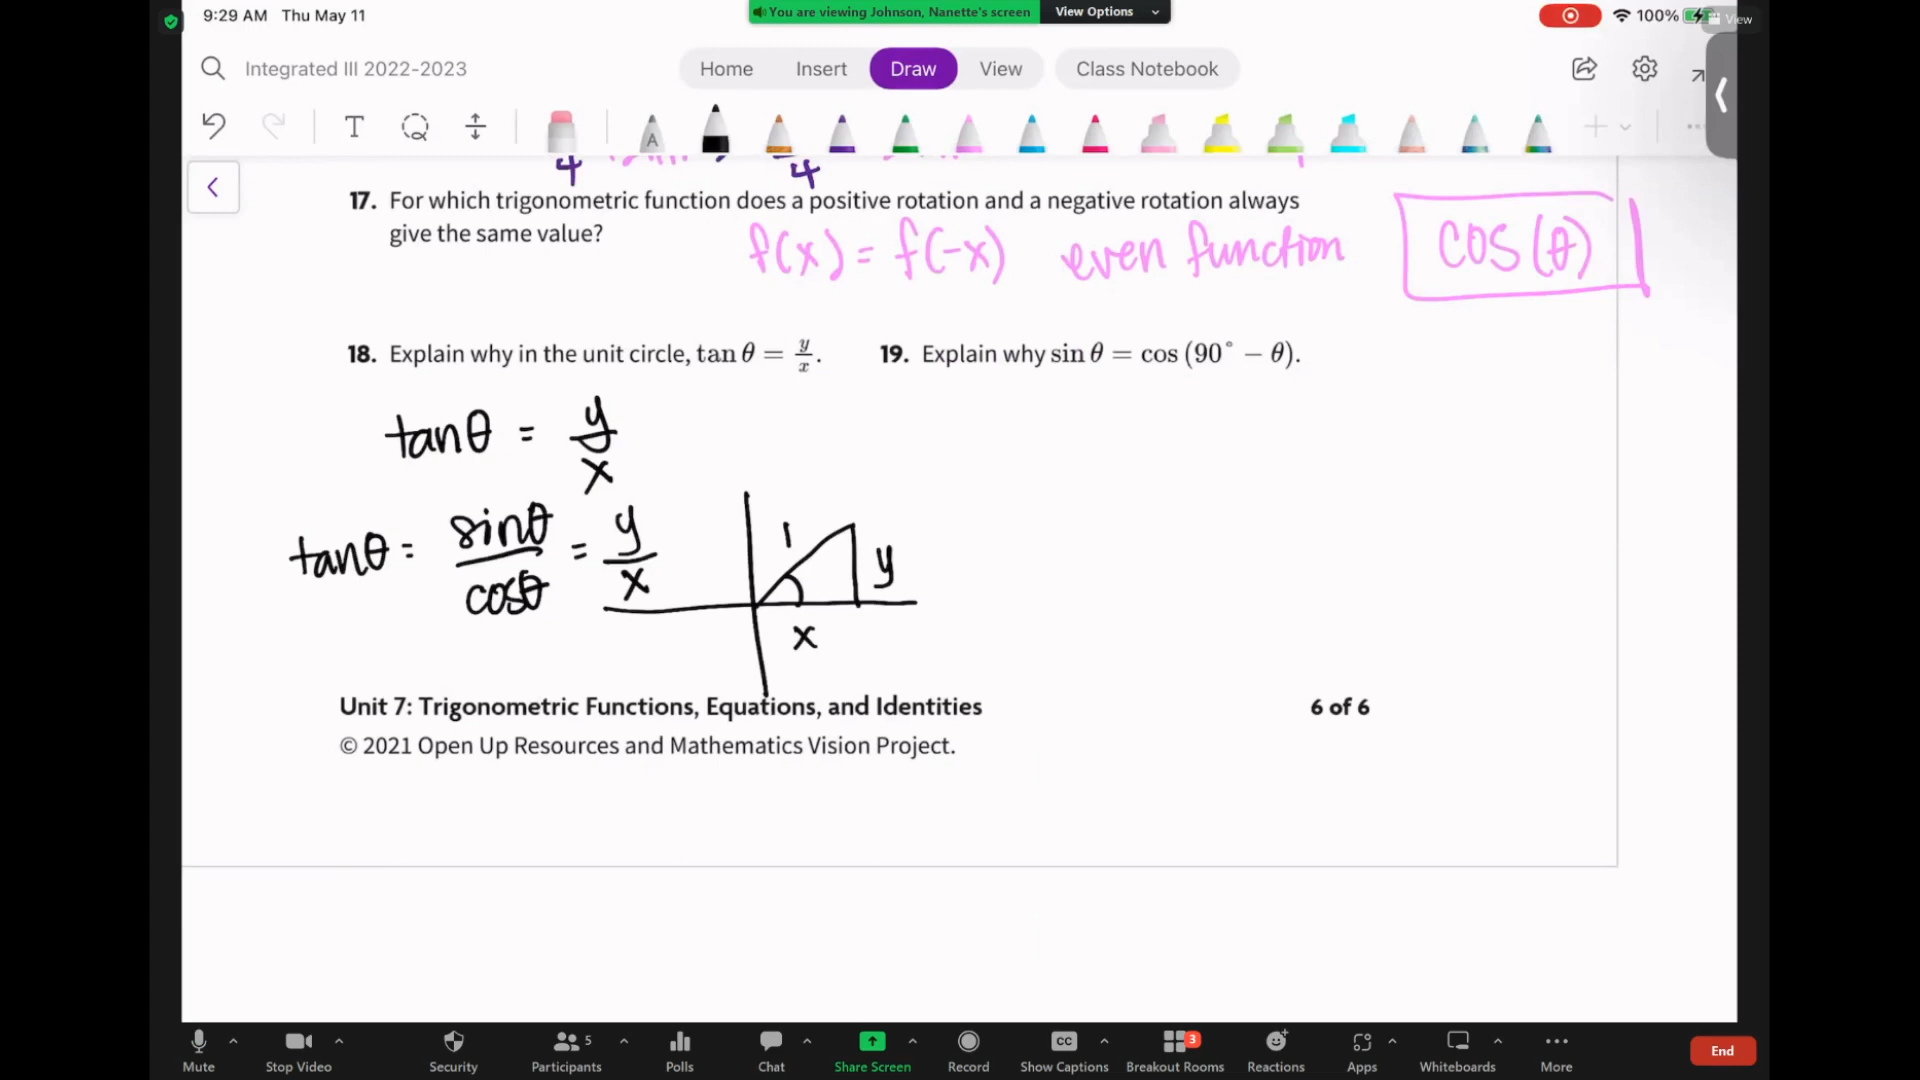 9:29 AM Thu May 11
You are viewing Johnson, Nanette's screen View Options
100%
View
Integrated III 2022-2023
Home Insert Draw View Class Notebook
T
A
4
4
17. For which trigonometric function does a positive rotation and a negative rotation always
give the same value?
f(x) = f(-x) even function
cos(θ)
18. Explain why in the unit circle, tan θ = y/x.
19. Explain why sin θ = cos (90° − θ).
tanθ = y/x
tanθ = sinθ/cosθ = y/x
1
y
x
Unit 7: Trigonometric Functions, Equations, and Identities
6 of 6
© 2021 Open Up Resources and Mathematics Vision Project.
5
CC
3
Mute Stop Video Security Participants Polls Chat Share Screen Record Show Captions Breakout Rooms Reactions Apps Whiteboards More
End